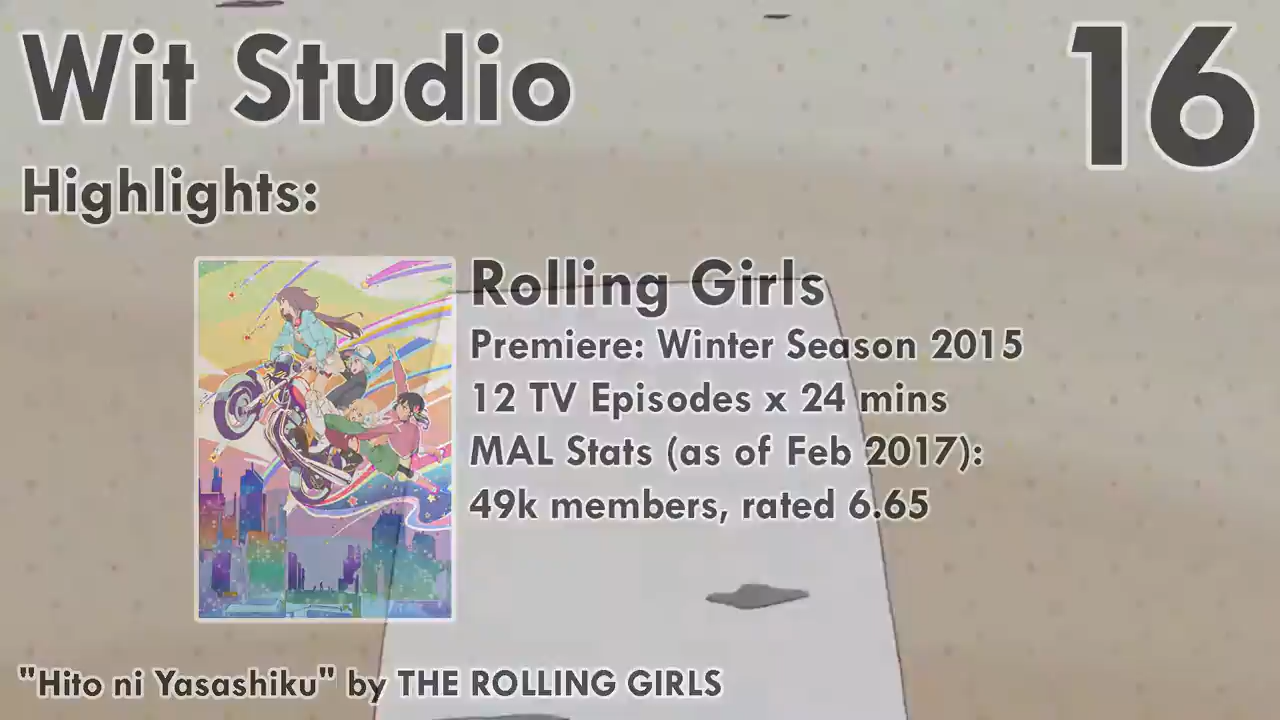 Wit Studio
16
Highlights:
Rolling Girls
Premiere: Winter Season 2015
12 TV Episodes x 24 mins
MAL Stats (as of Feb 2017):
49k members, rated 6.65
"Hito ni Yasashiku" by THE ROLLING GIRLS